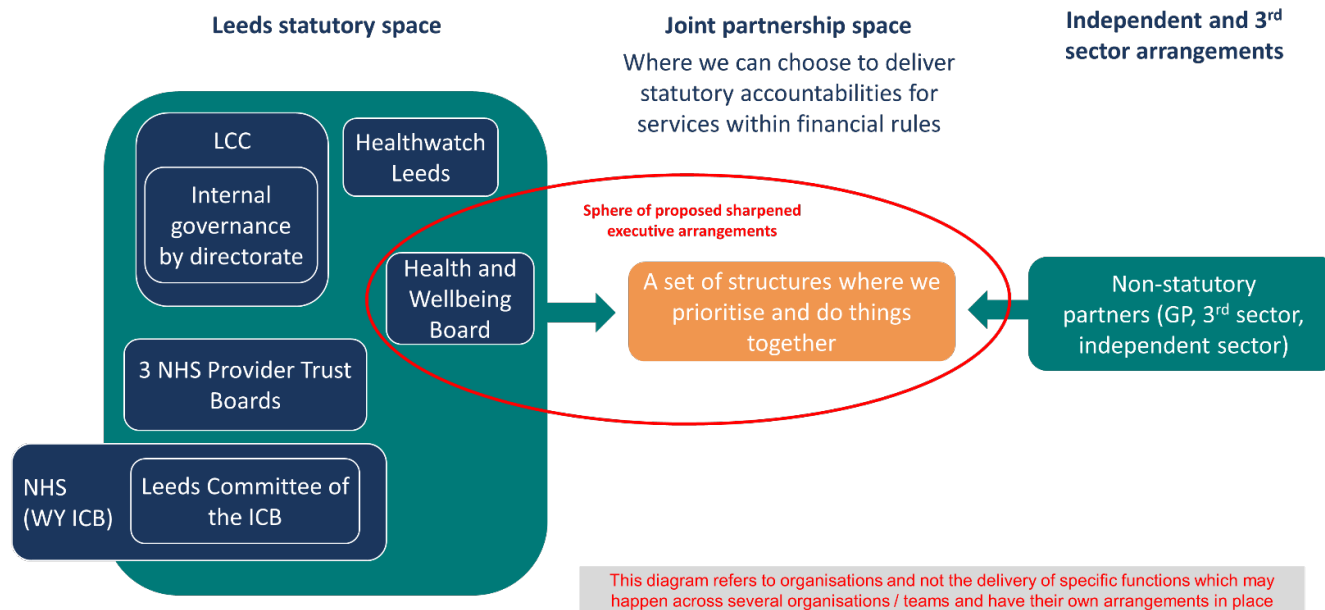 Leeds statutory space
Joint partnership space
Where we can choose to deliver
statutory accountabilities for
services within financial rules
Independent and 3rd
sector arrangements
LCC
Internal
governance
by directorate
Healthwatch
Leeds
Sphere of proposed sharpened
executive arrangements
Health and
Wellbeing
Board
A set of structures where we
prioritise and do things
together
Non-statutory
partners (GP, 3rd sector,
independent sector)
3 NHS Provider Trust
Boards
NHS
(WY ICB)
Leeds Committee of
the ICB
This diagram refers to organisations and not the delivery of specific functions which may
happen across several organisations / teams and have their own arrangements in place